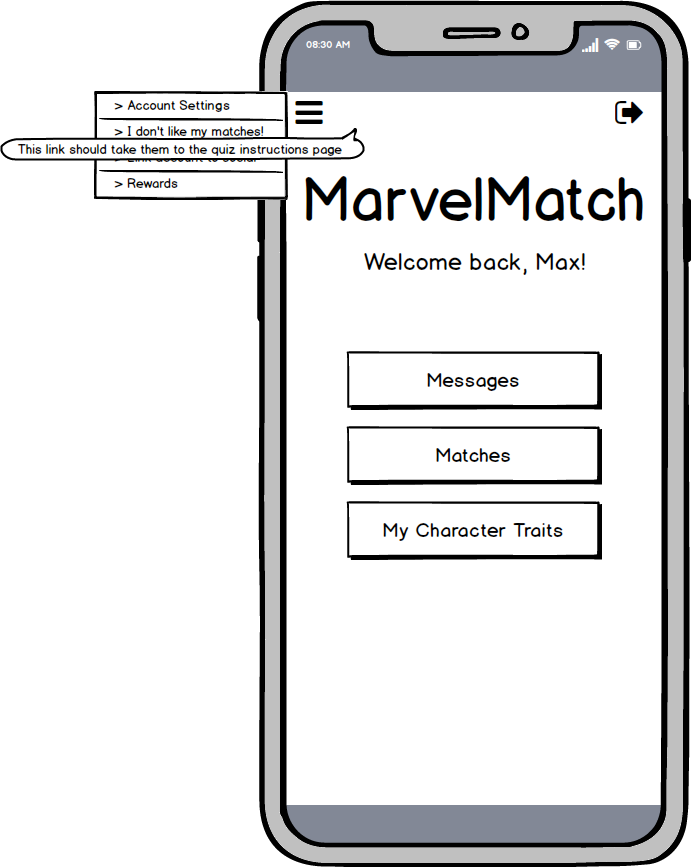 08:30 AM
> Account Settings
> I don't like my matches!
This link should take them to the quiz instructions page
> Rewards
MarvelMatch
Welcome back, Max!
Messages
Matches
My Character Traits